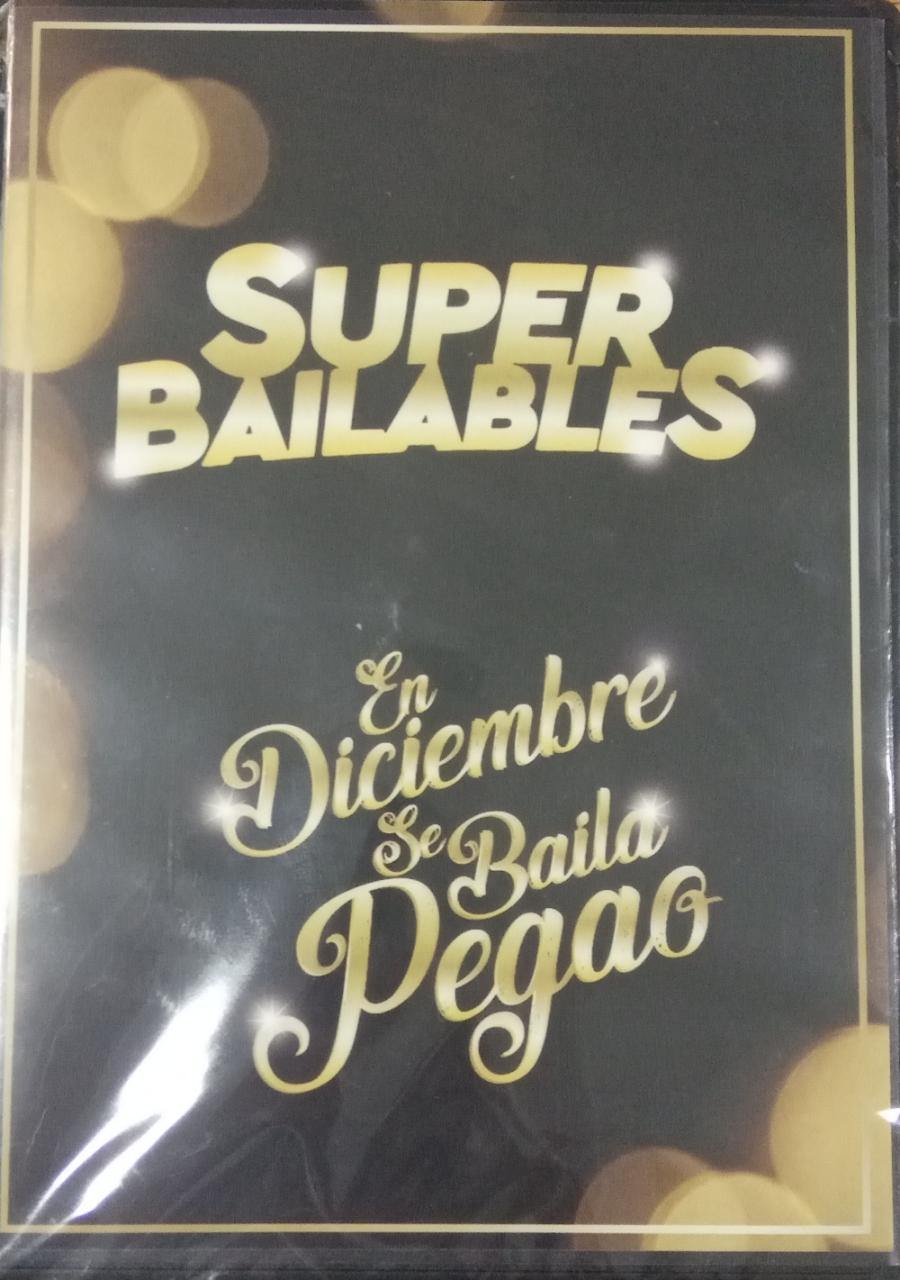 SUPER
BAILABLES
En
Diciembre
Se Baila
Pegao